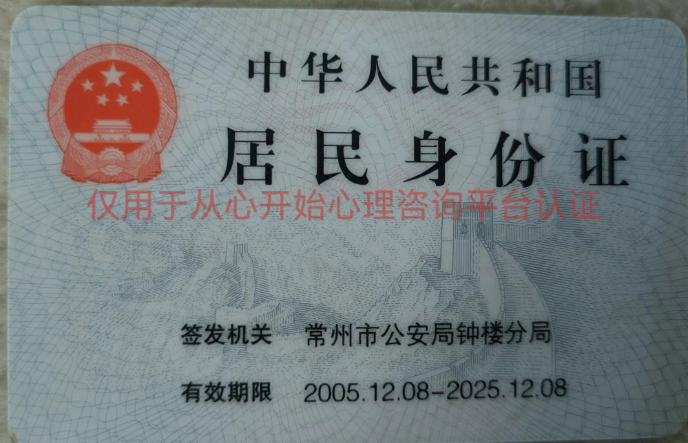 中华人民共和国
居民身份证
仅用于从心开始心理咨询平台认证
签发机关 常州市公安局钟楼分局
有效期限 2005.12.08-2025.12.08